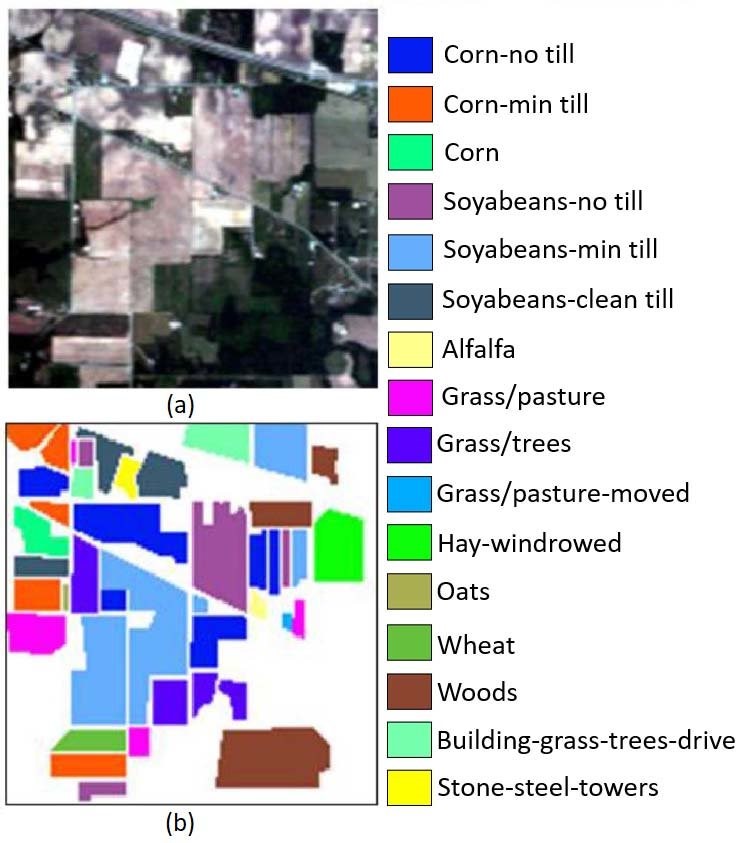 Corn-no till
Corn-min till
Corn
Soyabeans-no till
Soyabeans-min till
Soyabeans-clean till
Alfalfa
(a)
Grass/pasture
Grass/trees
Grass/pasture-moved
Hay-windrowed
Oats
Wheat
Woods
Building-grass-trees-drive
Stone-steel-towers
(b)